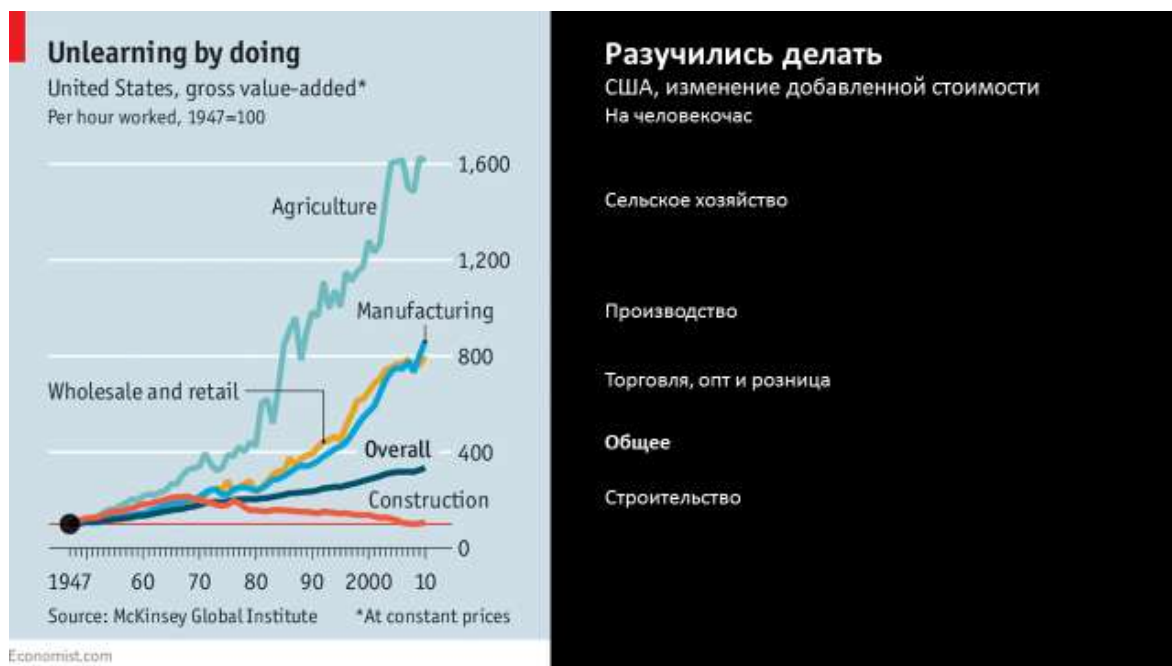 Unlearning by doing
United States, gross value-added*
Per hour worked, 1947=100
1,600
Agriculture
1,200
Manufacturing
800
Wholesale and retail
Overall
400
Construction
0
1947 60 70 80 90 2000 10
Source: McKinsey Global Institute *At constant prices
Economist.com
Разучились делать
США, изменение добавленной стоимости
На человекочас
Сельское хозяйство
Производство
Торговля, опт и розница
Общее
Строительство